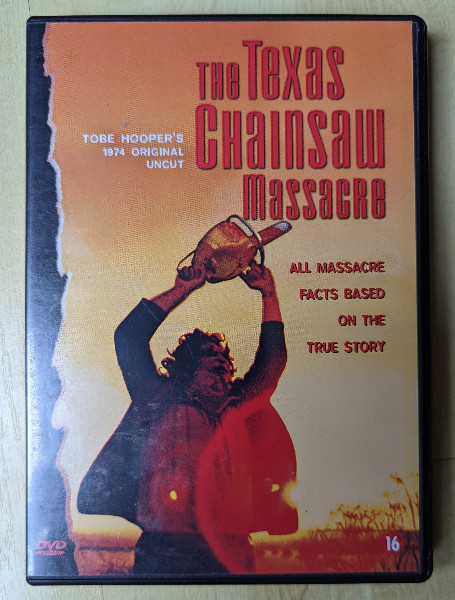 The Texas
Chainsaw
Massacre
TOBE HOOPER'S
1974 ORIGINAL
UNCUT
ALL MASSACRE
FACTS BASED
ON THE
TRUE STORY
DVD
16